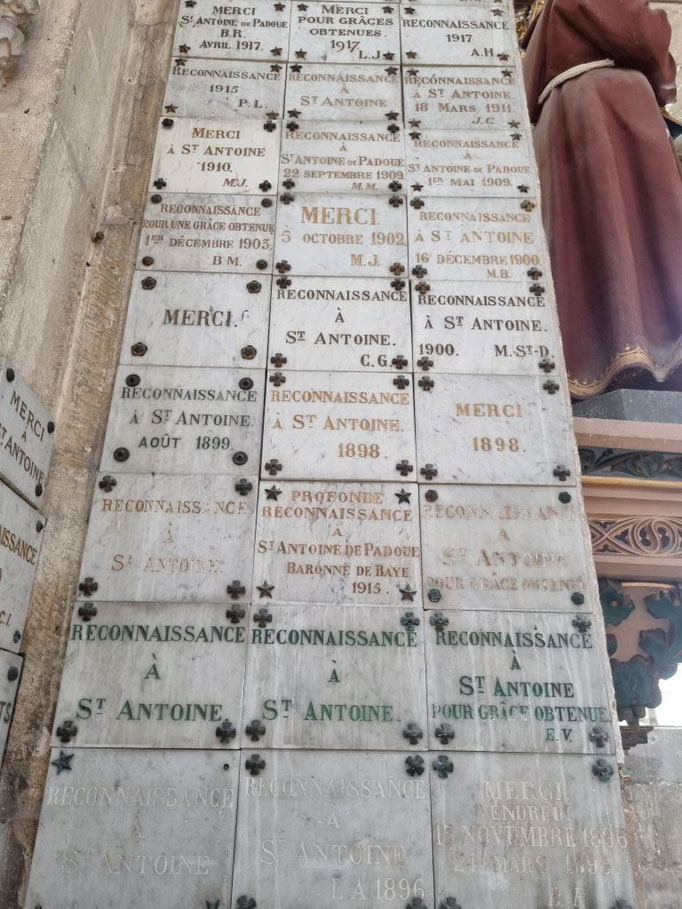 MERCI
ST ANTOINE DE PADOUE
B.R.
AVRIL 1917.
MERCI
POUR GRÂCES
OBTENUES.
1917
L.J.
RECONNAISSANCE
1917
A.H.
RECONNAISSANCE
1915
P.L.
RECONNAISSANCE
À
ST ANTOINE
RECONNAISSANCE
À ST ANTOINE.
18 MARS 1911.
J.C.
MERCI
À ST ANTOINE
1910.
M.J.
RECONNAISSANCE
À
ST ANTOINE DE PADOUE
22 SEPTEMBRE 1909.
M.M.
RECONNAISSANCE
À
ST ANTOINE DE PADOUE
1ER MAI 1909.
RECONNAISSANCE
POUR UNE GRÂCE OBTENUE
1ER DÉCEMBRE 1903.
B M.
MERCI.
5 OCTOBRE 1902.
M.J.
RECONNAISSANCE
À ST ANTOINE
16 DÉCEMBRE 1900.
M.B.
MERCI.
RECONNAISSANCE
À
ST ANTOINE.
C.G.
RECONNAISSANCE
À ST ANTOINE.
1900. M.ST-D.
RECONNAISSANCE
À ST ANTOINE.
AOÛT 1899.
RECONNAISSANCE
À ST ANTOINE.
1898.
MERCI
1898.
RECONNAISSANCE
À
ST ANTOINE.
PROFONDE
RECONNAISSANCE
À
ST ANTOINE DE PADOUE
BARONNE DE BAYE
1915.
RECONNAISSANCE
À
ST ANTOINE
POUR GRÂCE OBTENUE
RECONNAISSANCE
À
ST ANTOINE.
RECONNAISSANCE
À
ST ANTOINE.
RECONNAISSANCE
À
ST ANTOINE
POUR GRÂCE OBTENUE.
E.V.
RECONNAISSANCE
À
ST ANTOINE
RECONNAISSANCE
À
ST ANTOINE
L A 1896
MERCI
VENDREDI
13 NOVEMBRE 1896
MARS 1896
MERCI
À
ST ANTOINE